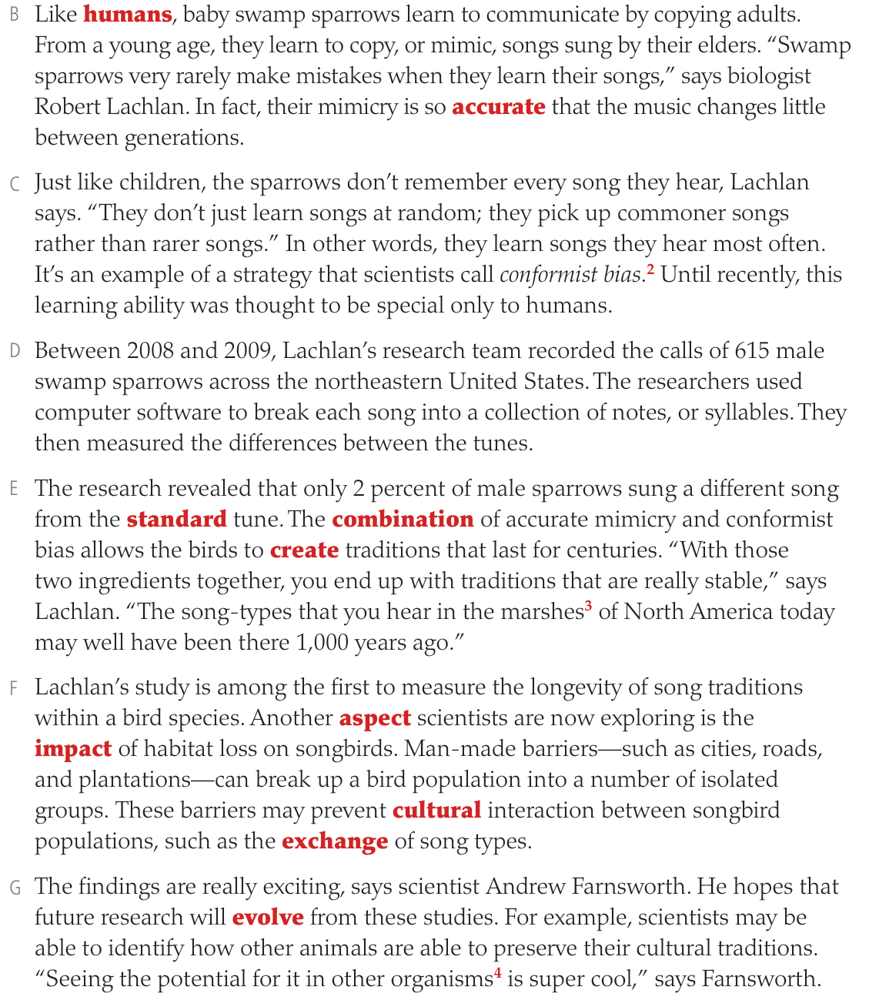 B Like humans, baby swamp sparrows learn to communicate by copying adults.
From a young age, they learn to copy, or mimic, songs sung by their elders. “Swamp
sparrows very rarely make mistakes when they learn their songs,” says biologist
Robert Lachlan. In fact, their mimicry is so accurate that the music changes little
between generations.
C Just like children, the sparrows don’t remember every song they hear, Lachlan
says. “They don’t just learn songs at random; they pick up commoner songs
rather than rarer songs.” In other words, they learn songs they hear most often.
It’s an example of a strategy that scientists call conformist bias.2 Until recently, this
learning ability was thought to be special only to humans.
D Between 2008 and 2009, Lachlan’s research team recorded the calls of 615 male
swamp sparrows across the northeastern United States. The researchers used
computer software to break each song into a collection of notes, or syllables. They
then measured the differences between the tunes.
E The research revealed that only 2 percent of male sparrows sung a different song
from the standard tune. The combination of accurate mimicry and conformist
bias allows the birds to create traditions that last for centuries. “With those
two ingredients together, you end up with traditions that are really stable,” says
Lachlan. “The song-types that you hear in the marshes3 of North America today
may well have been there 1,000 years ago.”
F Lachlan’s study is among the first to measure the longevity of song traditions
within a bird species. Another aspect scientists are now exploring is the
impact of habitat loss on songbirds. Man-made barriers—such as cities, roads,
and plantations—can break up a bird population into a number of isolated
groups. These barriers may prevent cultural interaction between songbird
populations, such as the exchange of song types.
G The findings are really exciting, says scientist Andrew Farnsworth. He hopes that
future research will evolve from these studies. For example, scientists may be
able to identify how other animals are able to preserve their cultural traditions.
“Seeing the potential for it in other organisms4 is super cool,” says Farnsworth.